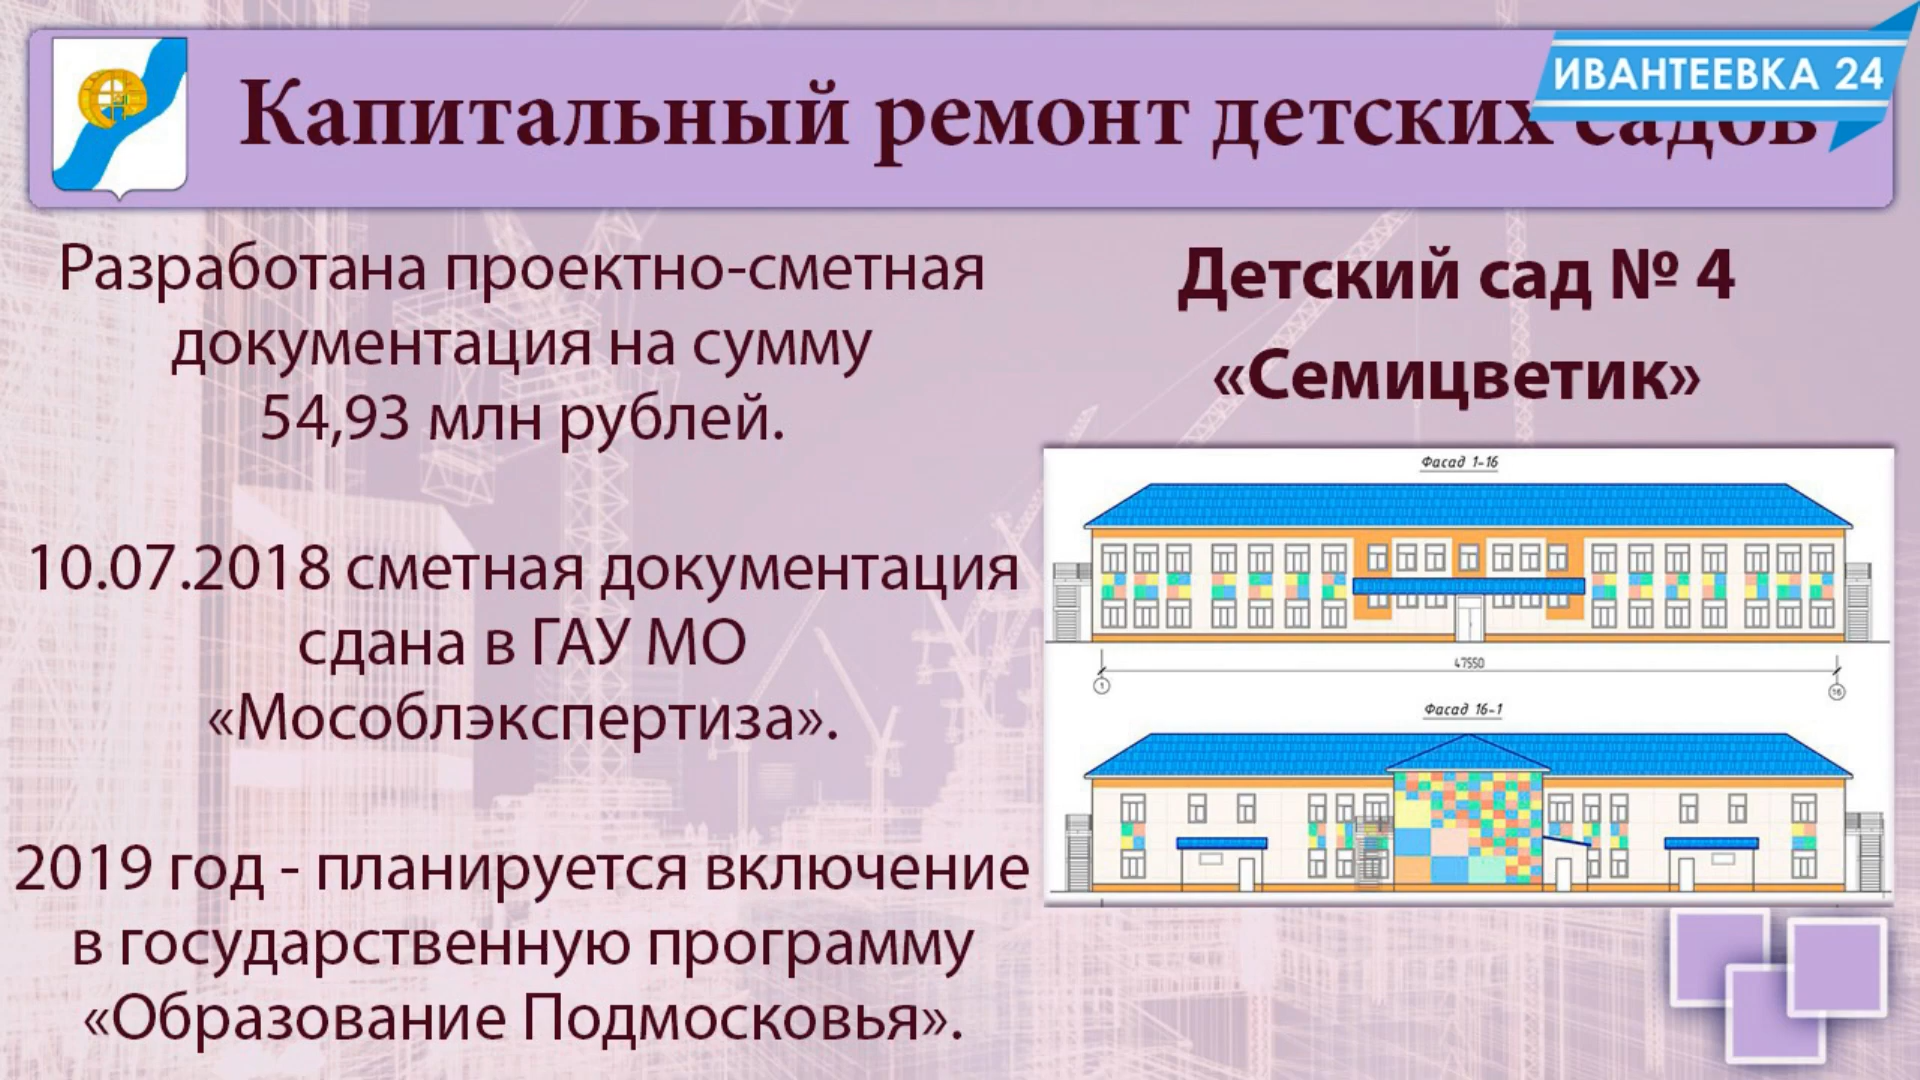 Капитальный ремонт детских садов
ИВАНТЕЕВКА 24
Разработана проектно-сметная
документация на сумму
54,93 млн рублей.
10.07.2018 сметная документация
сдана в ГАУ МО
«Мособлэкспертиза».
2019 год - планируется включение
в государственную программу
«Образование Подмосковья».
Детский сад № 4
«Семицветик»
Фасад 1-16
47550
1
16
Фасад 16-1